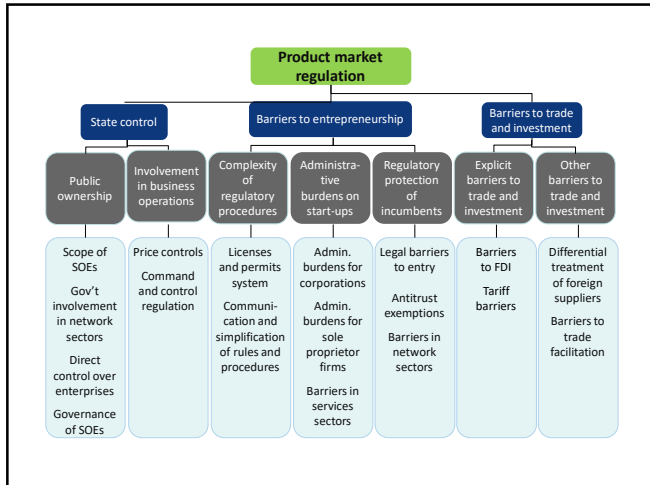 Product market
regulation
State control
Barriers to entrepreneurship
Barriers to trade
and investment
Public
ownership
Involvement
in business
operations
Complexity
of
regulatory
procedures
Administra-
tive
burdens on
start-ups
Regulatory
protection
of
incumbents
Explicit
barriers to
trade and
investment
Other
barriers to
trade and
investment
Scope of
SOEs
Gov't
involvement
in network
sectors
Direct
control over
enterprises
Governance
of SOEs
Price controls
Command
and control
regulation
Licenses
and permits
system
Communi-
cation and
simplification
of rules and
procedures
Admin.
burdens for
corporations
Admin.
burdens for
sole
proprietor
firms
Barriers in
services
sectors
Legal barriers
to entry
Antitrust
exemptions
Barriers in
network
sectors
Barriers
to FDI
Tariff
barriers
Differential
treatment
of foreign
suppliers
Barriers to
trade
facilitation